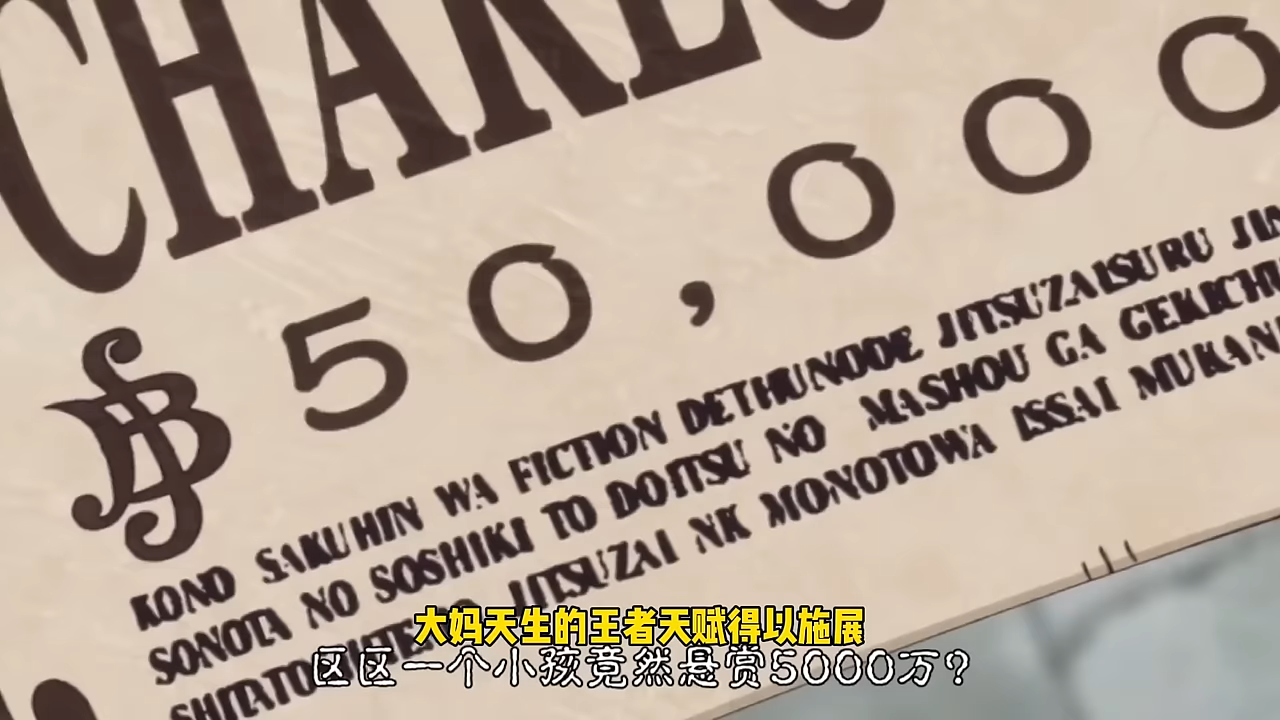 CHARLO
฿50,000
KONO SAKUHIN WA FICTION DETHUNODE JITSUZAISURU JIN
SONOTA NO SOSHIKI TO DOITSU NO MASHOU GA GEKICHU
SHITATO JITSUZAI NK MONOTOWA ISSAI MUKAN
大妈天生的王者天赋得以施展
区区一个小孩竟然悬赏5000万?